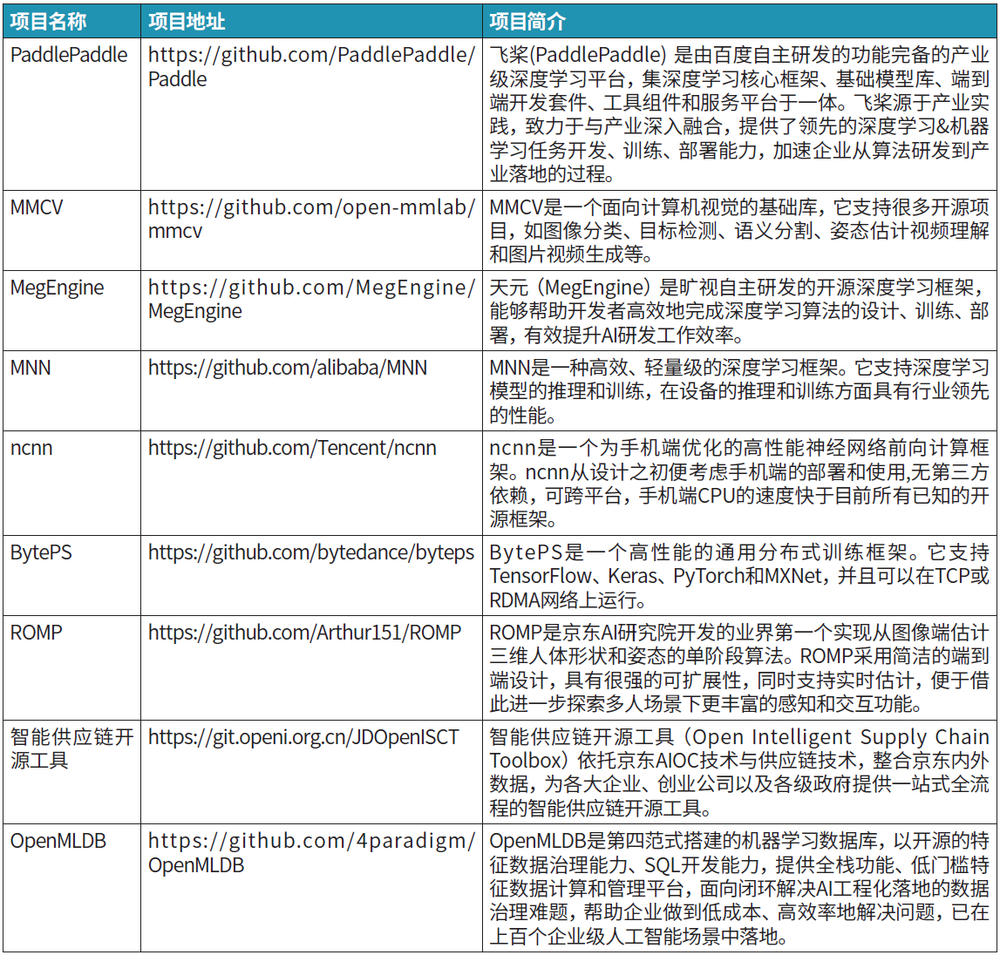 项目名称
项目地址
项目简介
PaddlePaddle
https://github.com/PaddlePaddle/
Paddle
飞桨(PaddlePaddle) 是由百度自主研发的功能完备的产业
级深度学习平台，集深度学习核心框架、基础模型库、端到
端开发套件、工具组件和服务平台于一体。飞桨源于产业实
践，致力于与产业深入融合，提供了领先的深度学习&机器
学习任务开发、训练、部署能力，加速企业从算法研发到产
业落地的过程。
MMCV
https://github.com/open-mmlab/
mmcv
MMCV是一个面向计算机视觉的基础库，它支持很多开源项
目，如图像分类、目标检测、语义分割、姿态估计视频理解
和图片视频生成等。
MegEngine
https://github.com/MegEngine/
MegEngine
天元（MegEngine）是旷视自主研发的开源深度学习框架，
能够帮助开发者高效地完成深度学习算法的设计、训练、部
署，有效提升AI研发工作效率。
MNN
https://github.com/alibaba/MNN
MNN是一种高效、轻量级的深度学习框架。它支持深度学习
模型的推理和训练，在设备的推理和训练方面具有行业领先
的性能。
ncnn
https://github.com/Tencent/ncnn
ncnn是一个为手机端优化的高性能神经网络前向计算框
架。ncnn从设计之初便考虑手机端的部署和使用,无第三方
依赖，可跨平台，手机端CPU的速度快于目前所有已知的开
源框架。
BytePS
https://github.com/bytedance/byteps
BytePS是一个高性能的通用分布式训练框架。它支持
TensorFlow、Keras、PyTorch和MXNet，并且可以在TCP或
RDMA网络上运行。
ROMP
https://github.com/Arthur151/ROMP
ROMP是京东AI研究院开发的业界第一个实现从图像端估计
三维人体形状和姿态的单阶段算法。ROMP采用简洁的端到
端设计，具有很强的可扩展性，同时支持实时估计，便于借
此进一步探索多人场景下更丰富的感知和交互功能。
智能供应链开
源工具
https://git.openi.org.cn/JDOpenISCT
智能供应链开源工具（Open Intelligent Supply Chain
Toolbox）依托京东AIOC技术与供应链技术，整合京东内外
数据，为各大企业、创业公司以及各级政府提供一站式全流
程的智能供应链开源工具。
OpenMLDB
https://github.com/4paradigm/
OpenMLDB
OpenMLDB是第四范式搭建的机器学习数据库，以开源的特
征数据治理能力、SQL开发能力，提供全栈功能、低门槛特
征数据计算和管理平台，面向闭环解决AI工程化落地的数据
治理难题，帮助企业做到低成本、高效率地解决问题，已在
上百个企业级人工智能场景中落地。